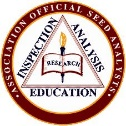 ASSOCIATION OFFICIAL SEED ANALYSTS
INSPECTION
ANALYSIS
RESEARCH
EDUCATION